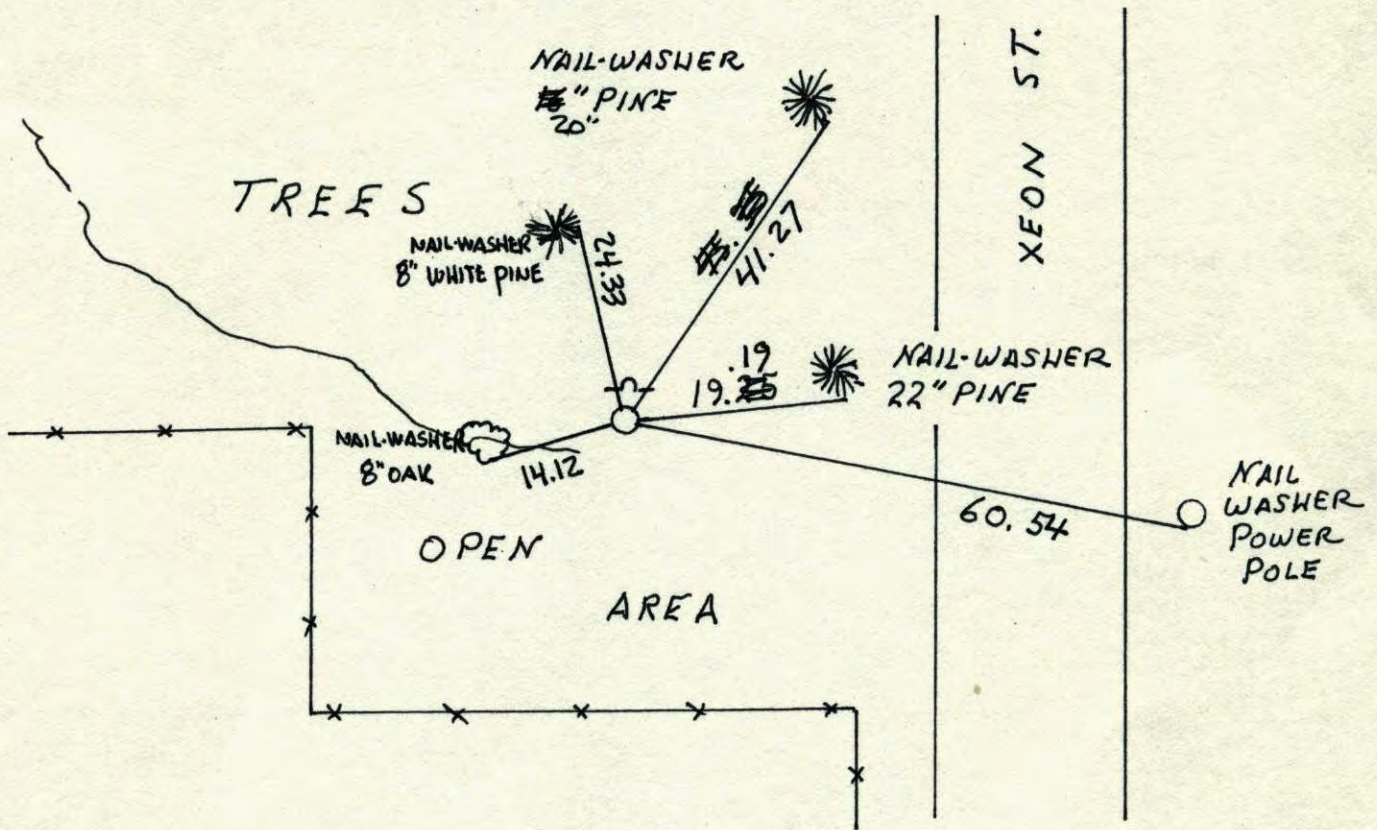 NAIL-WASHER
" PINE
20"
XEON ST.
TREES
NAIL-WASHER
8" WHITE PINE
24.33
41.27
.19
19.
NAIL-WASHER
22" PINE
NAIL-WASHER
8" OAK
14.12
60.54
NAIL
WASHER
POWER
POLE
OPEN
AREA